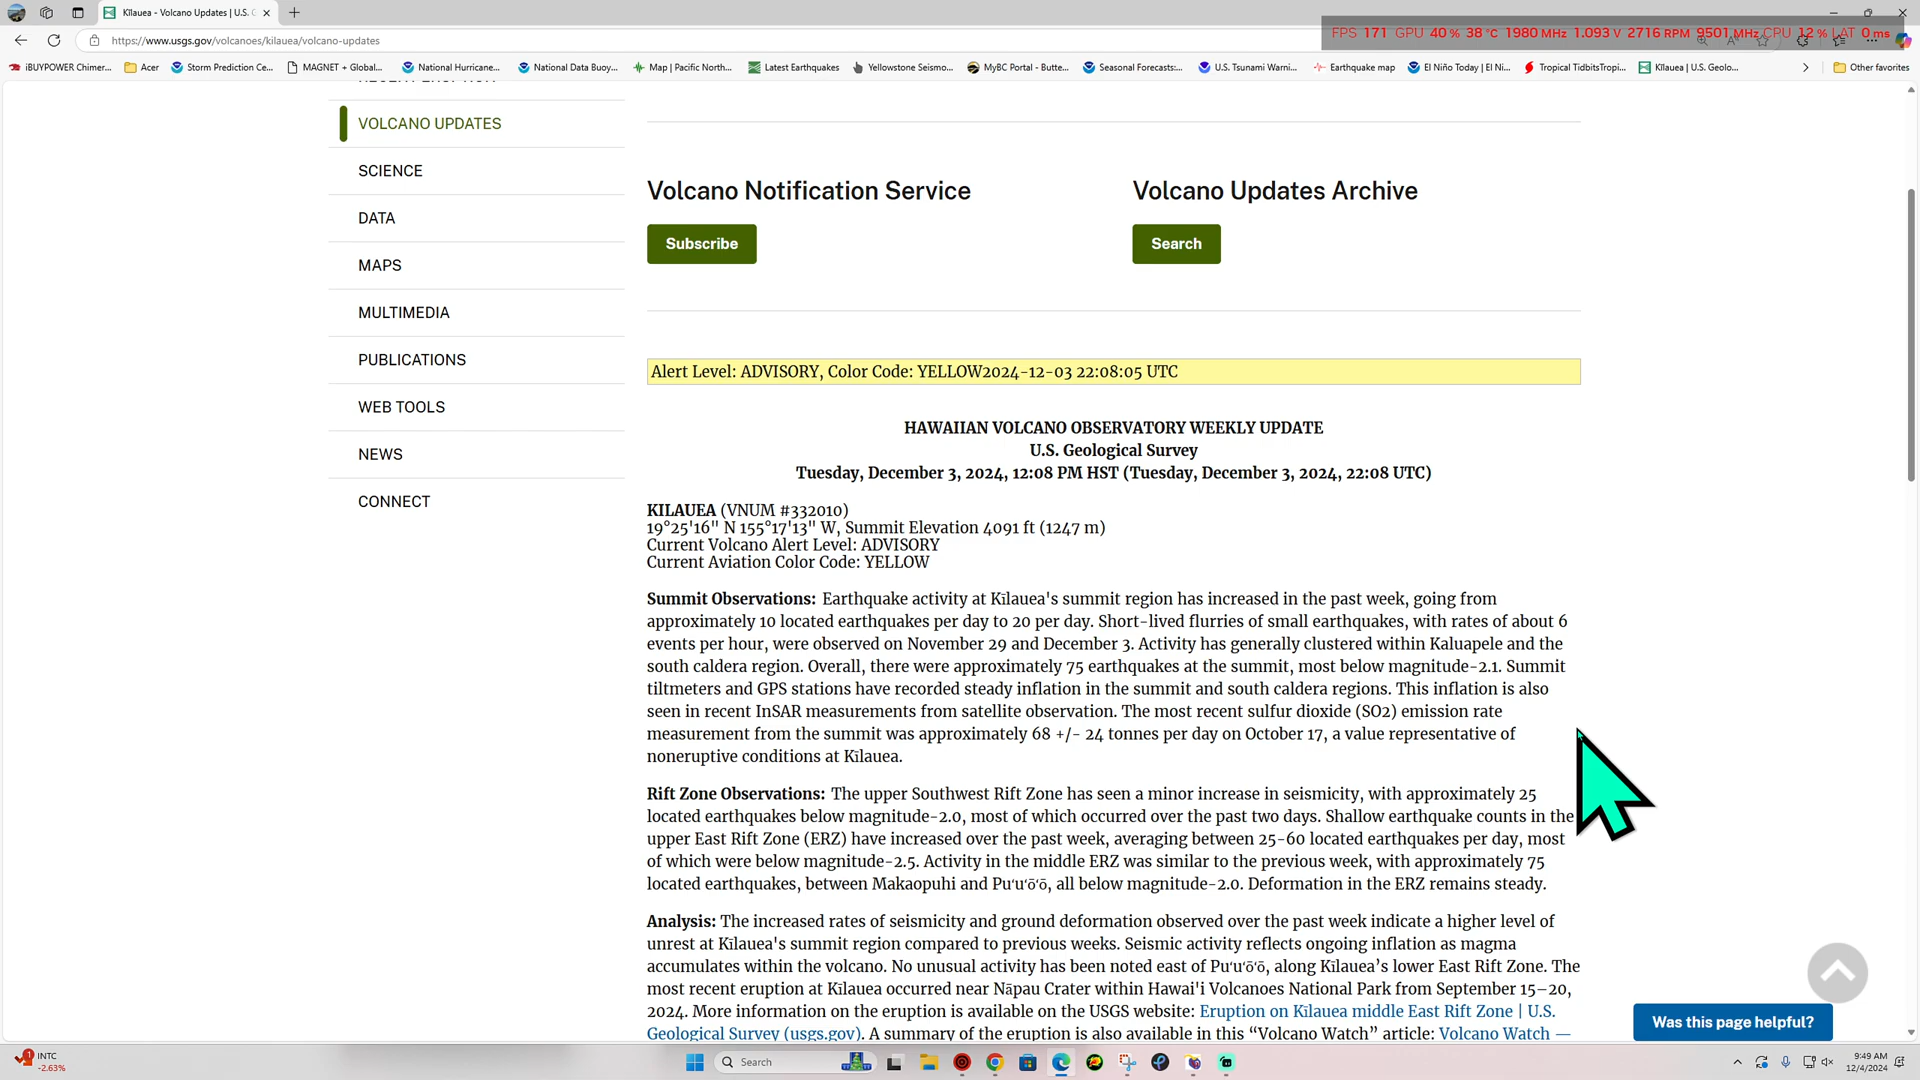 Kīlauea - Volcano Updates | U.S. G
https://www.usgs.gov/volcanoes/kilauea/volcano-updates
FPS 171 GPU 40 % 38 °C 1980 MHz 1.093 V 2716 RPM 9501 MHz CPU 12 % LAT 0 ms
iBUYPOWER Chimer... Acer Storm Prediction Ce... MAGNET + Global... National Hurricane... National Data Buoy... Map | Pacific North... Latest Earthquakes Yellowstone Seismo... MyBC Portal - Butte... Seasonal Forecasts:... U.S. Tsunami Warni... Earthquake map El Niño Today | El Ni... Tropical TidbitsTropi... Kīlauea | U.S. Geolo... Other favorites
VOLCANO UPDATES
SCIENCE
DATA
MAPS
MULTIMEDIA
PUBLICATIONS
WEB TOOLS
NEWS
CONNECT
Volcano Notification Service
Subscribe
Volcano Updates Archive
Search
Alert Level: ADVISORY, Color Code: YELLOW2024-12-03 22:08:05 UTC
HAWAIIAN VOLCANO OBSERVATORY WEEKLY UPDATE
U.S. Geological Survey
Tuesday, December 3, 2024, 12:08 PM HST (Tuesday, December 3, 2024, 22:08 UTC)
KILAUEA (VNUM #332010)
19°25'16" N 155°17'13" W, Summit Elevation 4091 ft (1247 m)
Current Volcano Alert Level: ADVISORY
Current Aviation Color Code: YELLOW
Summit Observations: Earthquake activity at Kīlauea's summit region has increased in the past week, going from
approximately 10 located earthquakes per day to 20 per day. Short-lived flurries of small earthquakes, with rates of about 6
events per hour, were observed on November 29 and December 3. Activity has generally clustered within Kaluapele and the
south caldera region. Overall, there were approximately 75 earthquakes at the summit, most below magnitude-2.1. Summit
tiltmeters and GPS stations have recorded steady inflation in the summit and south caldera regions. This inflation is also
seen in recent InSAR measurements from satellite observation. The most recent sulfur dioxide (SO2) emission rate
measurement from the summit was approximately 68 +/- 24 tonnes per day on October 17, a value representative of
noneruptive conditions at Kīlauea.
Rift Zone Observations: The upper Southwest Rift Zone has seen a minor increase in seismicity, with approximately 25
located earthquakes below magnitude-2.0, most of which occurred over the past two days. Shallow earthquake counts in the
upper East Rift Zone (ERZ) have increased over the past week, averaging between 25-60 located earthquakes per day, most
of which were below magnitude-2.5. Activity in the middle ERZ was similar to the previous week, with approximately 75
located earthquakes, between Makaopuhi and Puʻuʻōʻō, all below magnitude-2.0. Deformation in the ERZ remains steady.
Analysis: The increased rates of seismicity and ground deformation observed over the past week indicate a higher level of
unrest at Kīlauea's summit region compared to previous weeks. Seismic activity reflects ongoing inflation as magma
accumulates within the volcano. No unusual activity has been noted east of Puʻuʻōʻō, along Kīlauea’s lower East Rift Zone. The
most recent eruption at Kīlauea occurred near Nāpau Crater within Hawai'i Volcanoes National Park from September 15–20,
2024. More information on the eruption is available on the USGS website: Eruption on Kīlauea middle East Rift Zone | U.S.
Geological Survey (usgs.gov). A summary of the eruption is also available in this “Volcano Watch” article: Volcano Watch —
Was this page helpful?
INTC
-2.63%
Search
9:49 AM
12/4/2024